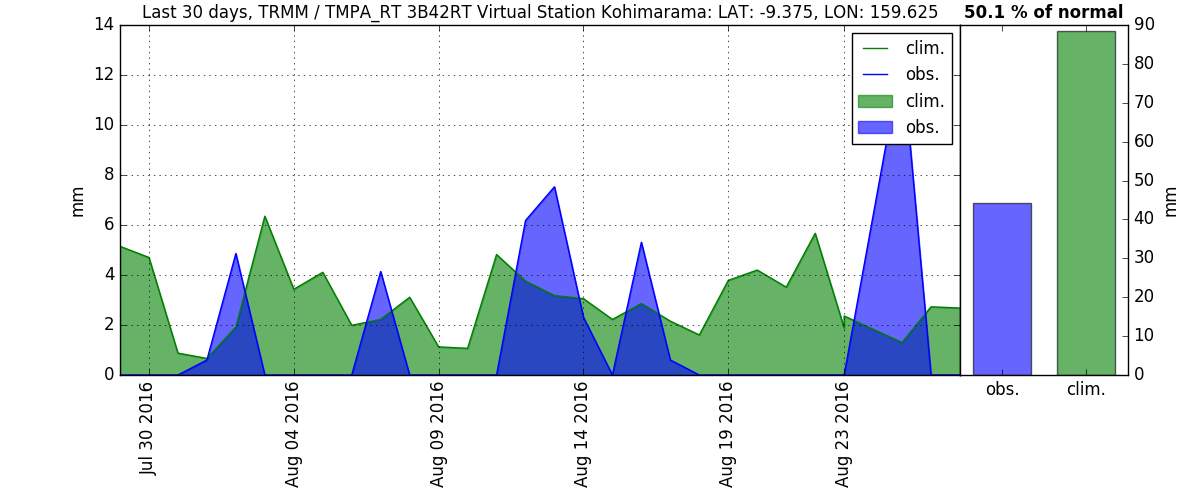 Last 30 days, TRMM / TMPA_RT 3B42RT Virtual Station Kohimarama: LAT: -9.375, LON: 159.625
50.1 % of normal
14
12
10
8
6
4
2
0
mm
clim.
obs.
clim.
obs.
Jul 30 2016
Aug 04 2016
Aug 09 2016
Aug 14 2016
Aug 19 2016
Aug 23 2016
90
80
70
60
50
40
30
20
10
0
mm
obs.
clim.